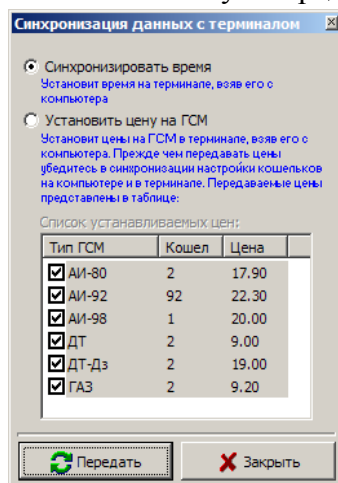 Синхронизация данных с терминалом
Синхронизировать время
Установит время на терминале, взяв его с
компьютера
Установить цену на ГСМ
Установит цены на ГСМ в терминале, взяв его с
компьютера. Прежде чем передавать цены
убедитесь в синхронизации настройки кошельков
на компьютере и в терминале. Передаваемые цены
представлены в таблице:
Список устанавливаемых цен:
Тип ГСМ Кошел Цена
АИ-80 2 17.90
АИ-92 92 22.30
АИ-98 1 20.00
ДТ 2 9.00
ДТ-Дз 2 19.00
ГАЗ 2 9.20
Передать Закрыть